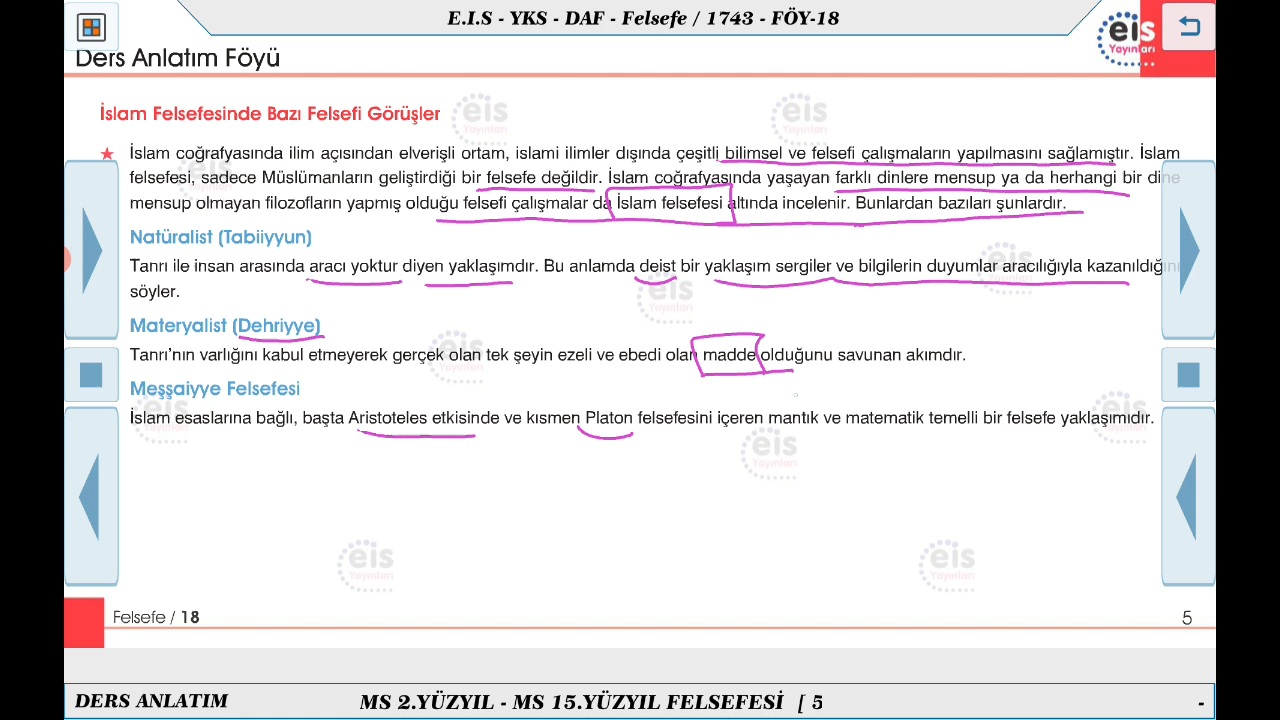 E.I.S - YKS - DAF - Felsefe / 1743 - FÖY-18
eis
Yayınları
Ders Anlatım Föyü
İslam Felsefesinde Bazı Felsefi Görüşler
★ İslam coğrafyasında ilim açısından elverişli ortam, islami ilimler dışında çeşitli bilimsel ve felsefi çalışmaların yapılmasını sağlamıştır. İslam
felsefesi, sadece Müslümanların geliştirdiği bir felsefe değildir. İslam coğrafyasında yaşayan farklı dinlere mensup ya da herhangi bir dine
mensup olmayan filozofların yapmış olduğu felsefi çalışmalar da İslam felsefesi altında incelenir. Bunlardan bazıları şunlardır.
Natüralist (Tabiiyyun)
Tanrı ile insan arasında aracı yoktur diyen yaklaşımdır. Bu anlamda deist bir yaklaşım sergiler ve bilgilerin duyumlar aracılığıyla kazanıldığını
söyler.
Materyalist (Dehriyye)
Tanrı'nın varlığını kabul etmeyerek gerçek olan tek şeyin ezeli ve ebedi olan madde olduğunu savunan akımdır.
Meşşaiyye Felsefesi
İslam esaslarına bağlı, başta Aristoteles etkisinde ve kısmen Platon felsefesini içeren mantık ve matematik temelli bir felsefe yaklaşımıdır.
Felsefe / 18
5
DERS ANLATIM
MS 2.YÜZYIL - MS 15.YÜZYIL FELSEFESİ [ 5
-